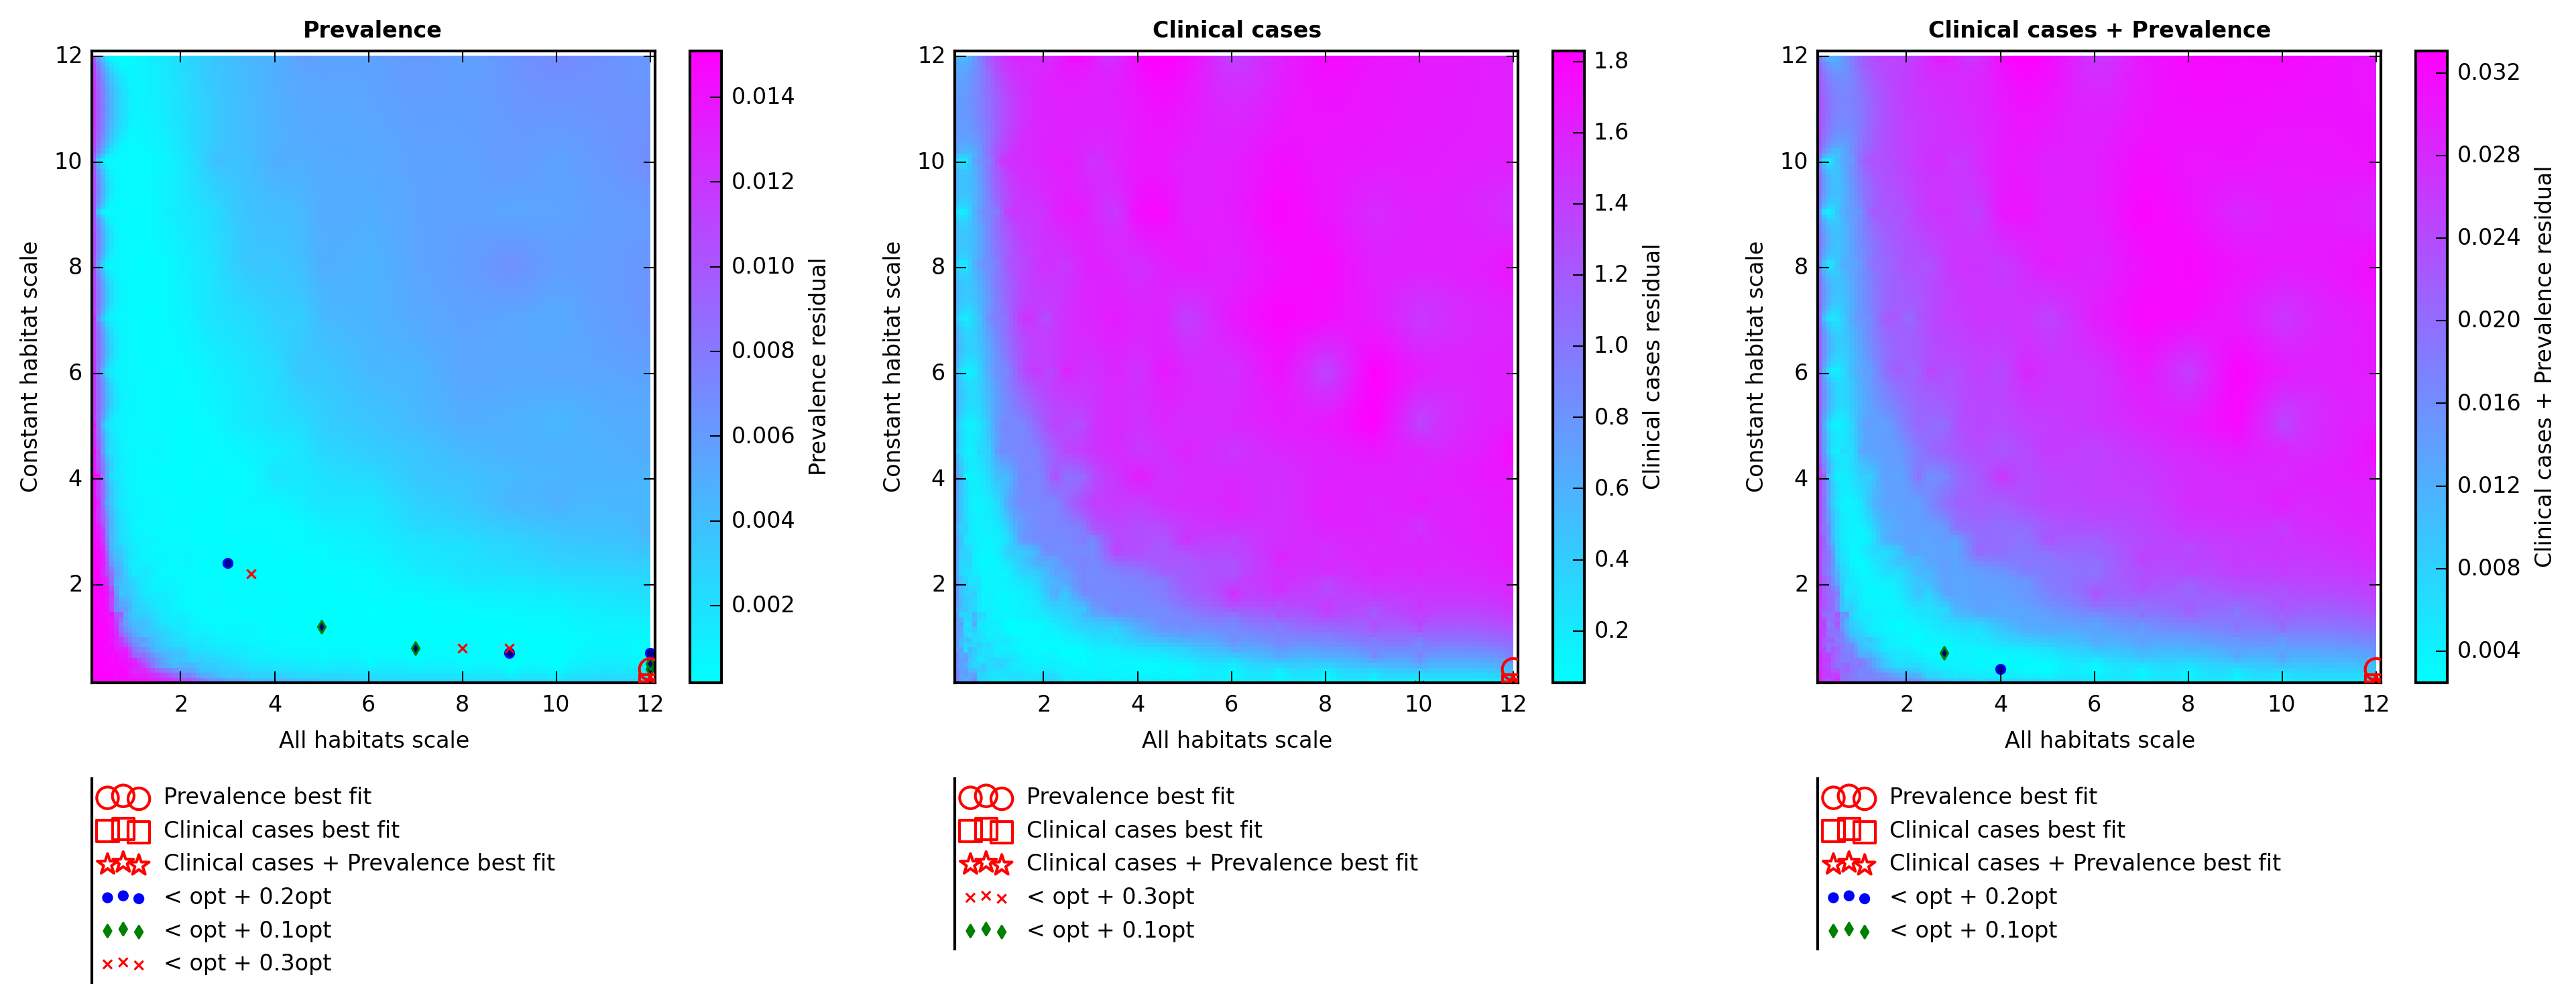 Prevalence
12
10
8
6
4
2
Constant habitat scale
2
4
6
8
10
12
All habitats scale
0.014
0.012
0.010
0.008
0.006
0.004
0.002
Prevalence residual
Prevalence best fit
Clinical cases best fit
Clinical cases + Prevalence best fit
< opt + 0.2opt
< opt + 0.1opt
< opt + 0.3opt
Clinical cases
12
10
8
6
4
2
Constant habitat scale
2
4
6
8
10
12
All habitats scale
1.8
1.6
1.4
1.2
1.0
0.8
0.6
0.4
0.2
Clinical cases residual
Prevalence best fit
Clinical cases best fit
Clinical cases + Prevalence best fit
< opt + 0.3opt
< opt + 0.1opt
Clinical cases + Prevalence
12
10
8
6
4
2
Constant habitat scale
2
4
6
8
10
12
All habitats scale
0.032
0.028
0.024
0.020
0.016
0.012
0.008
0.004
Clinical cases + Prevalence residual
Prevalence best fit
Clinical cases best fit
Clinical cases + Prevalence best fit
< opt + 0.2opt
< opt + 0.1opt